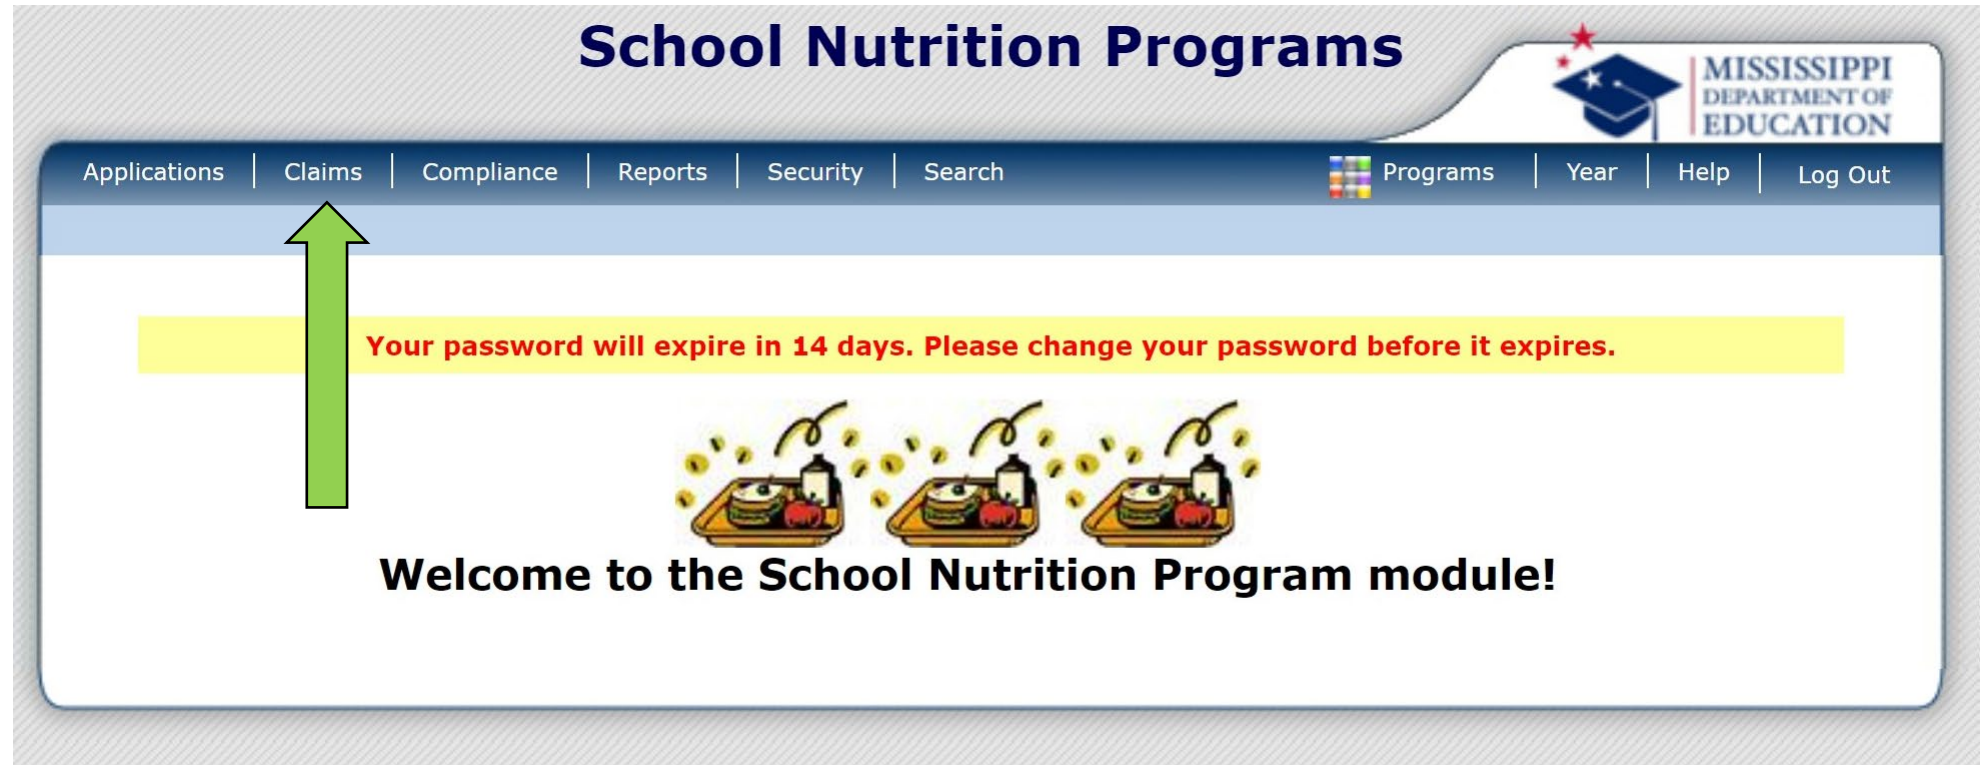 School Nutrition Programs
MISSISSIPPI
DEPARTMENT OF
EDUCATION
Applications Claims Compliance Reports Security Search Programs Year Help Log Out
Your password will expire in 14 days. Please change your password before it expires.
Welcome to the School Nutrition Program module!